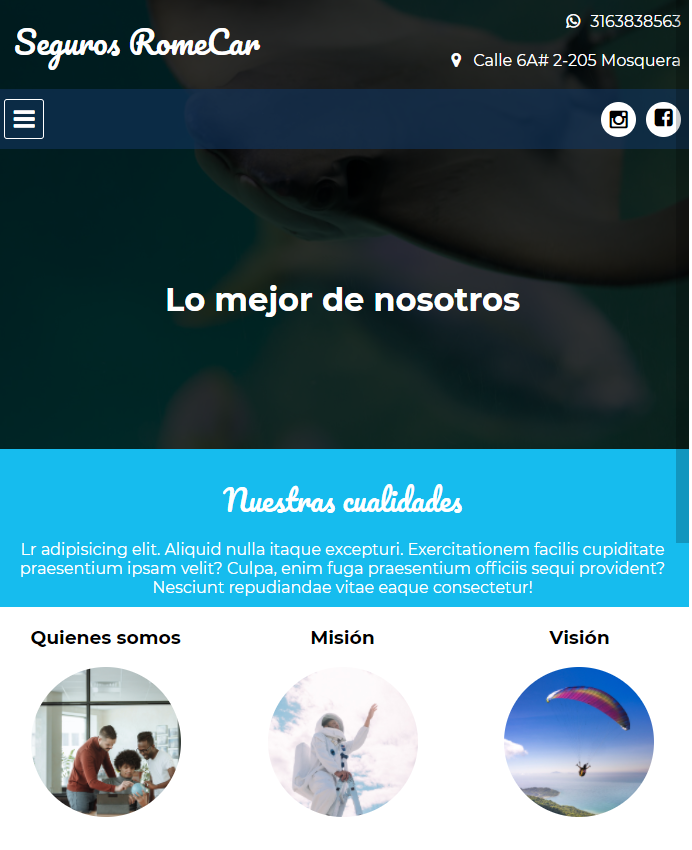 Seguros RomeCar
3163838563
Calle 6A# 2-205 Mosquera
Lo mejor de nosotros
Nuestras cualidades
Lr adipisicing elit. Aliquid nulla itaque excepturi. Exercitationem facilis cupiditate
praesentium ipsam velit? Culpa, enim fuga praesentium officiis sequi provident?
Nesciunt repudiandae vitae eaque consectetur!
Quienes somos
Misión
Visión